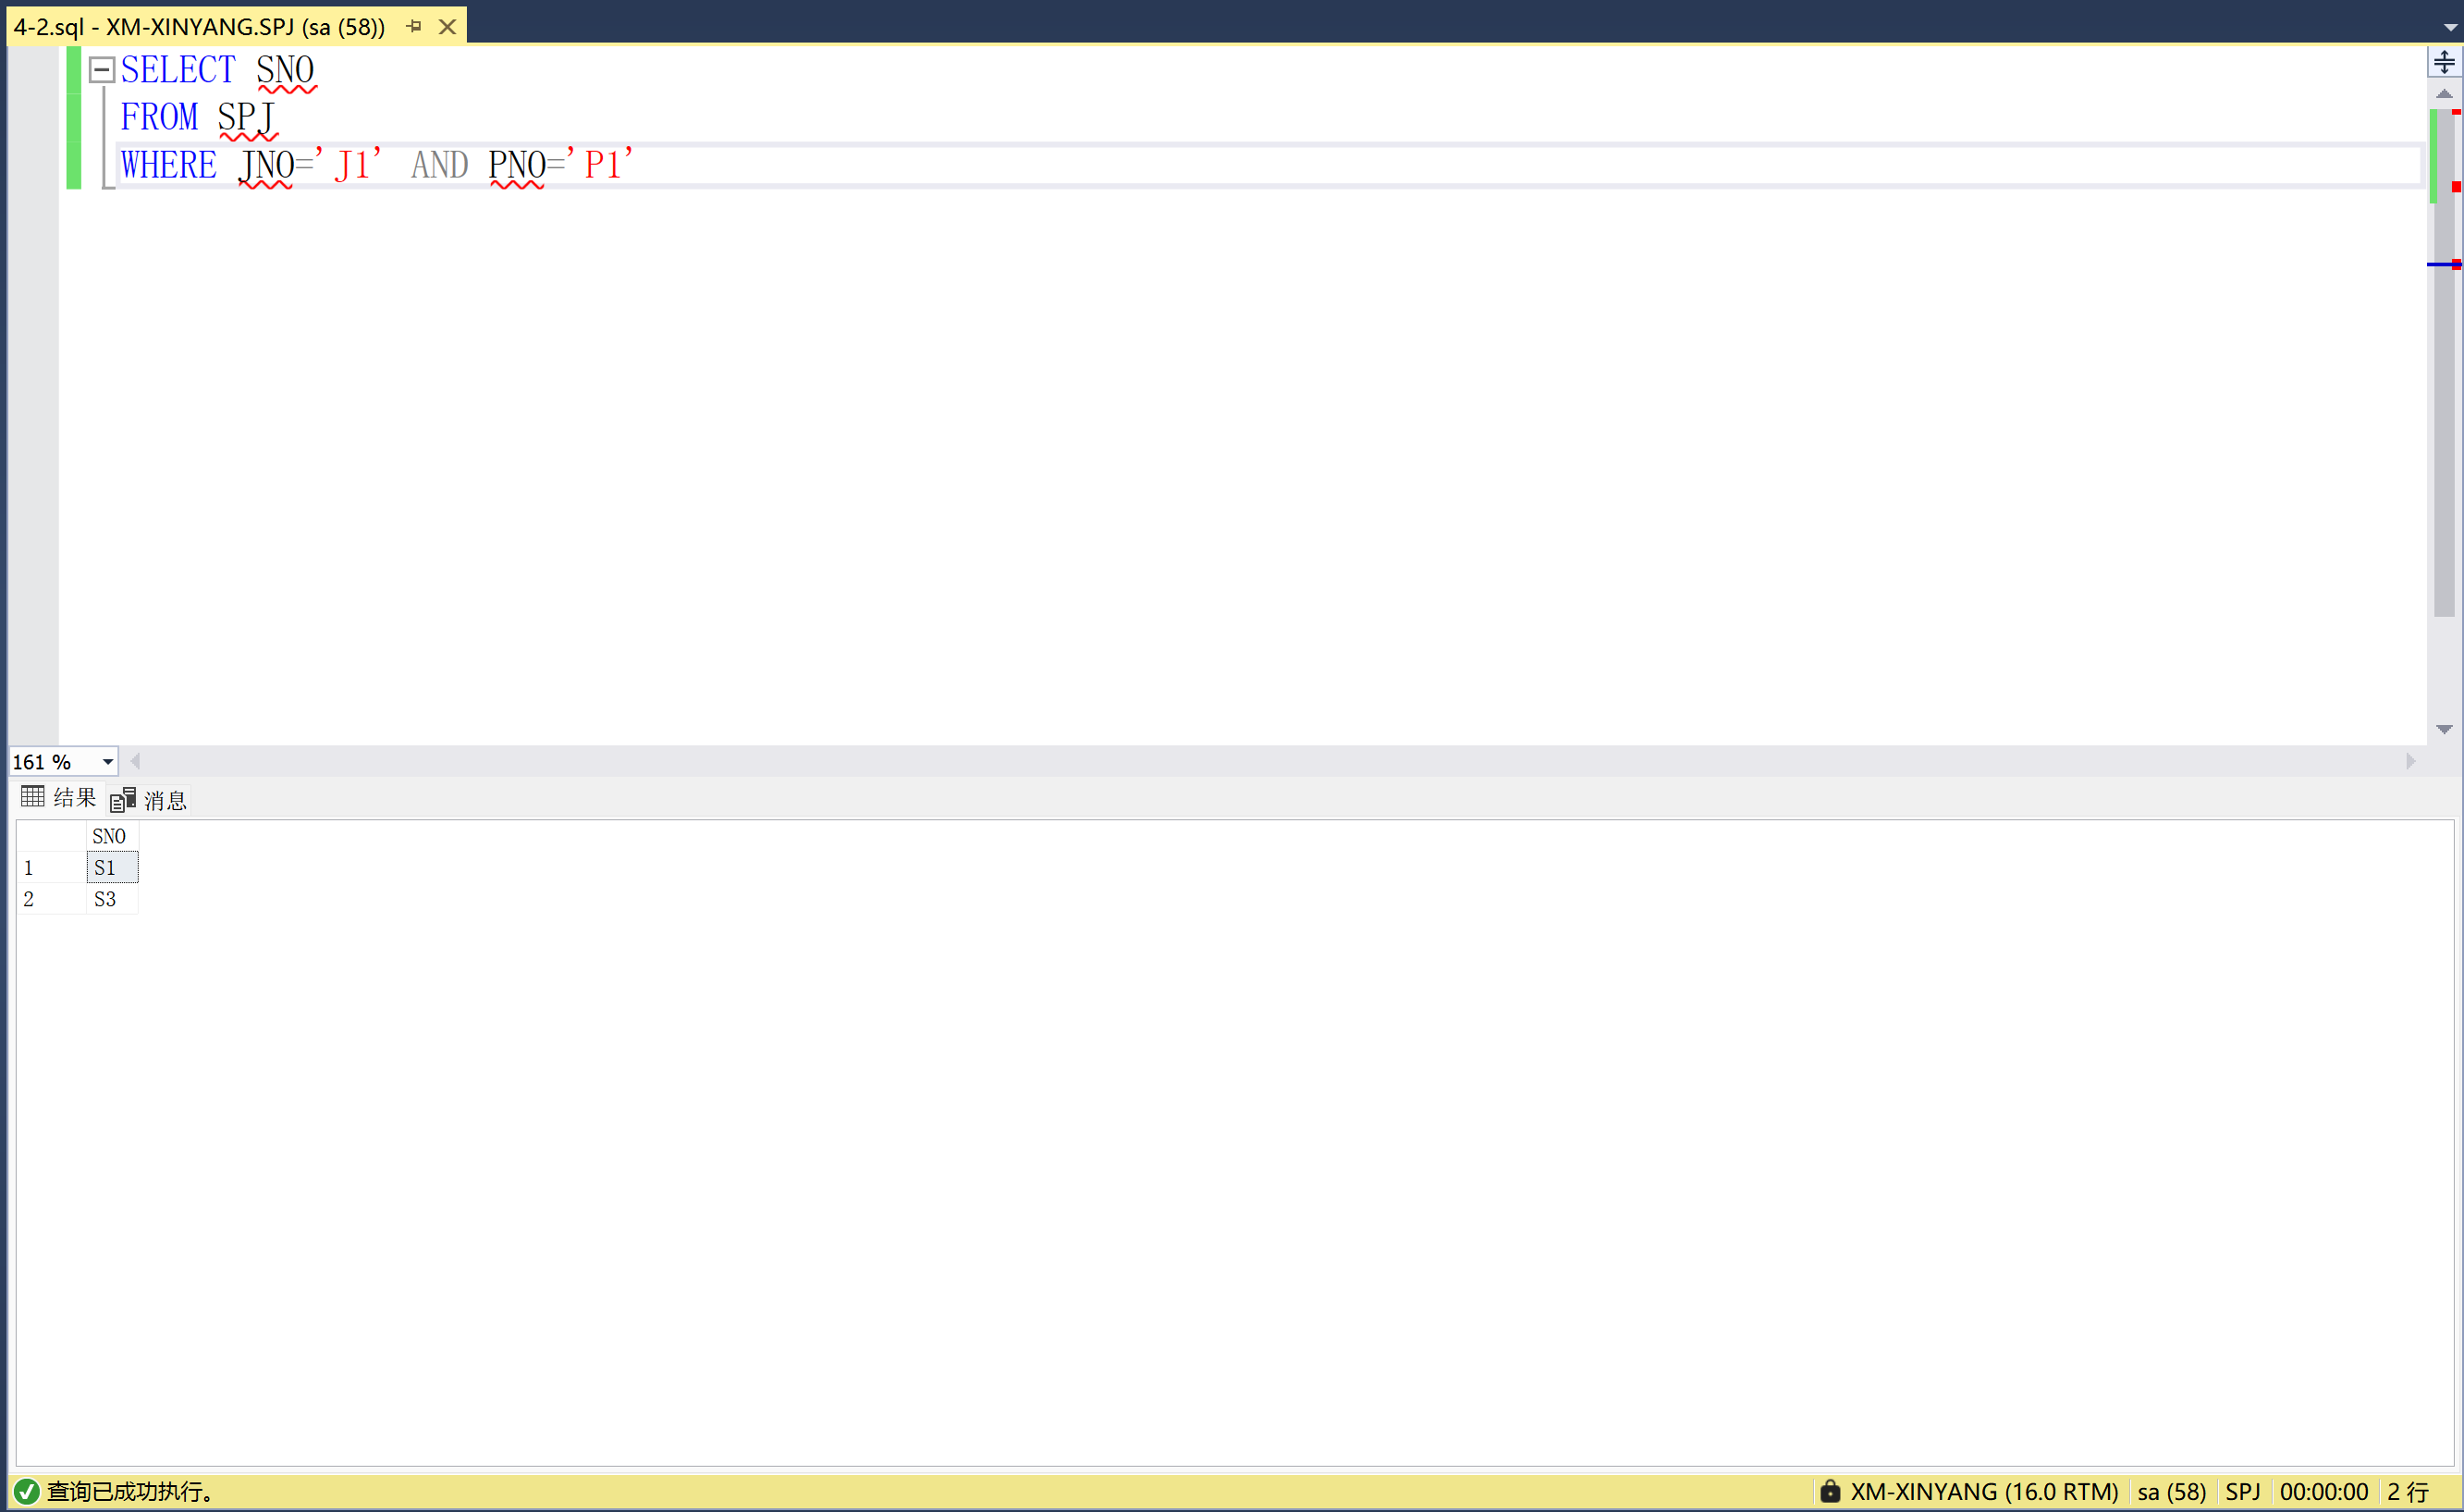 4-2.sql - XM-XINYANG.SPJ (sa (58))
SELECT SNO
FROM SPJ
WHERE JNO='J1' AND PNO='P1'
161 %
结果 消息
SNO
1 S1
2 S3
查询已成功执行。 XM-XINYANG (16.0 RTM) sa (58) SPJ 00:00:00 2 行